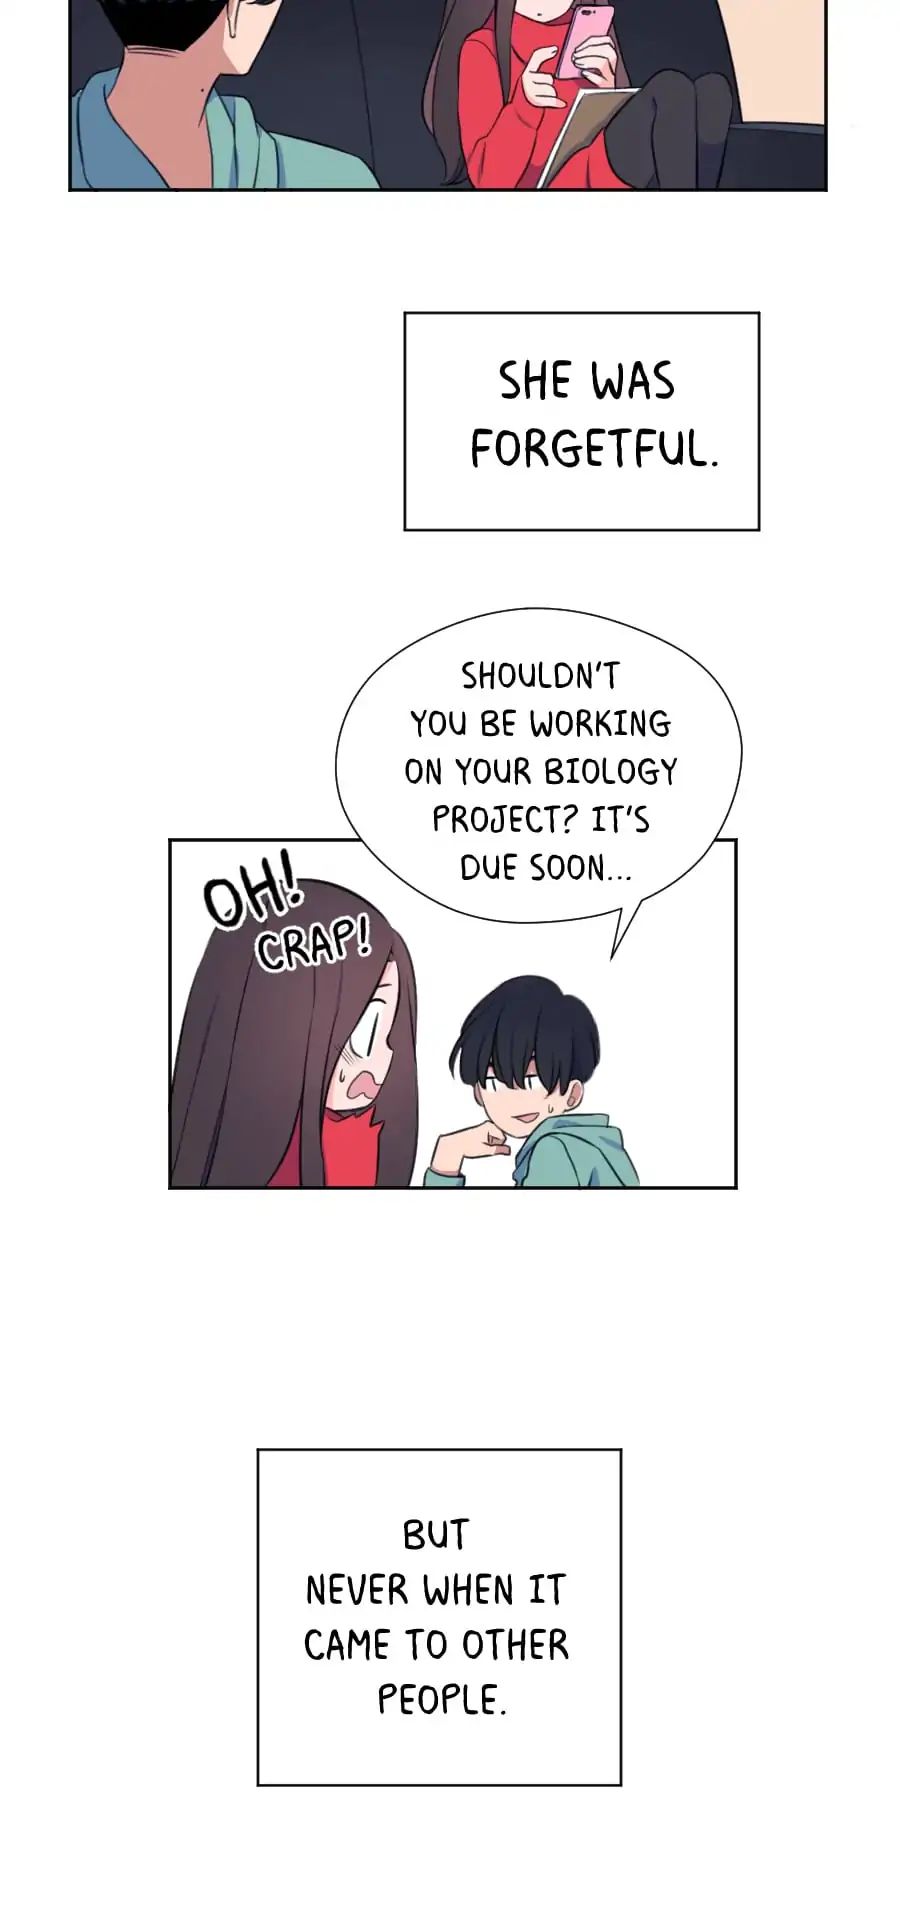 SHE WAS
FORGETFUL.
SHOULDN'T
YOU BE WORKING
ON YOUR BIOLOGY
PROJECT? IT'S
DUE SOON...
OH!
CRAP!
BUT
NEVER WHEN IT
CAME TO OTHER
PEOPLE.